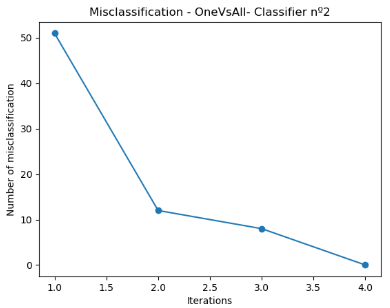 Misclassification - OneVsAll- Classifier nº2
Number of misclassification
50
40
30
20
10
0
1.0 1.5 2.0 2.5 3.0 3.5 4.0
Iterations